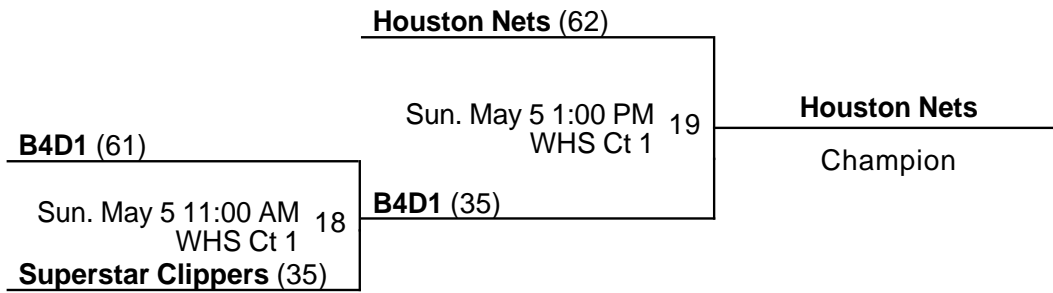 Houston Nets (62)
Sun. May 5 1:00 PM 19
WHS Ct 1
Houston Nets
Champion
B4D1 (61)
Sun. May 5 11:00 AM 18
WHS Ct 1
B4D1 (35)
Superstar Clippers (35)